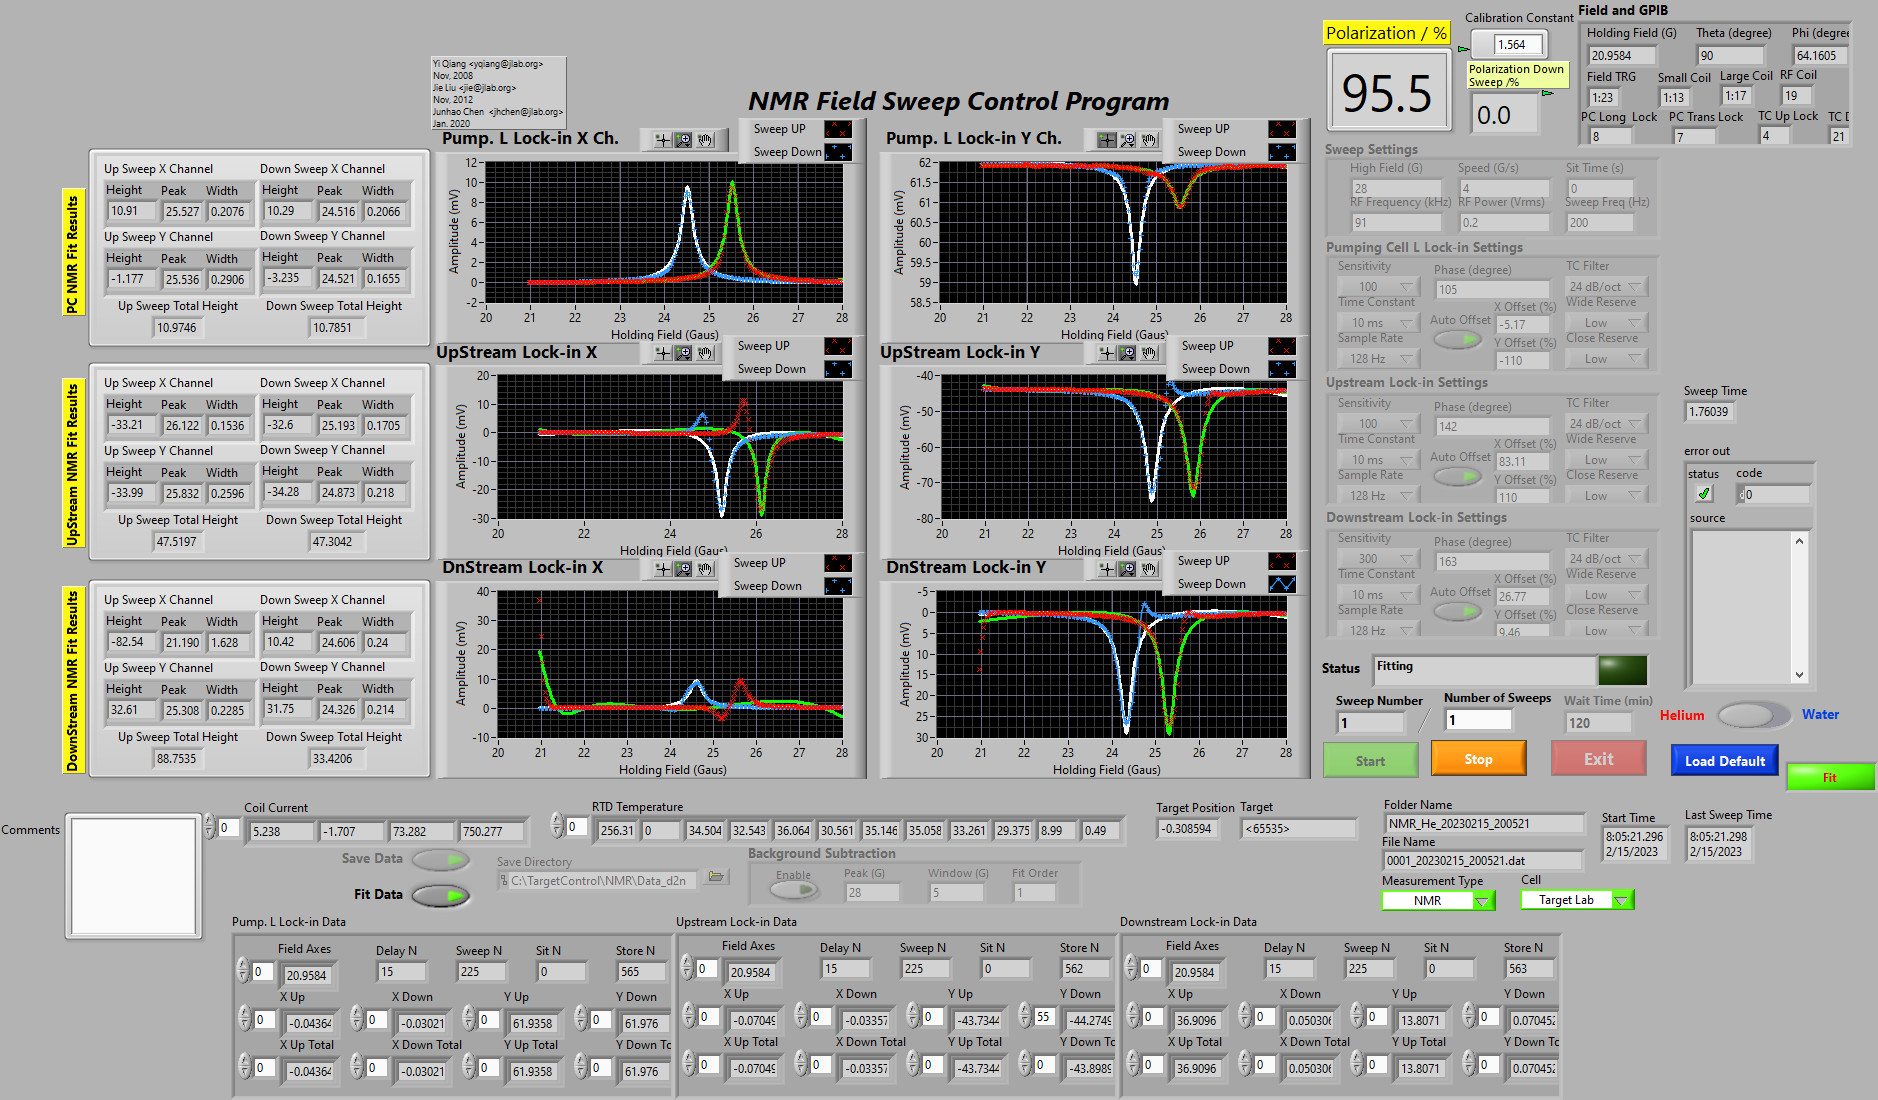 Yi Qiang <yqiang@jlab.org>
Nov, 2008
Jie Liu <jie@jlab.org>
Nov, 2012
Junhao Chen <jhchen@jlab.org>
Jan. 2020
NMR Field Sweep Control Program
Polarization / %
95.5
Calibration Constant
1.564
Polarization Down
Sweep /%
0.0
Field and GPIB
Holding Field (G) Theta (degree) Phi (degree
20.9584 90 64.1605
Field TRG Small Coil Large Coil RF Coil
1:23 1:13 1:17 19
PC Long Lock PC Trans Lock TC Up Lock TC D
8 7 4 21
PC NMR Fit Results
Up Sweep X Channel Down Sweep X Channel
Height Peak Width Height Peak Width
10.91 25.527 0.2076 10.29 24.516 0.2066
Up Sweep Y Channel Down Sweep Y Channel
Height Peak Width Height Peak Width
-1.177 25.536 0.2906 -3.235 24.521 0.1655
Up Sweep Total Height Down Sweep Total Height
10.9746 10.7851
Pump. L Lock-in X Ch.
Sweep UP
Sweep Down
Amplitude (mV)
12
10
8
6
4
2
0
-2
20 21 22 23 24 25 26 27 28
Holding Field (Gaus)
Pump. L Lock-in Y Ch.
Sweep UP
Sweep Down
Amplitude (mV)
62
61.5
61
60.5
60
59.5
59
58.5
20 21 22 23 24 25 26 27 28
Holding Field (Gaus)
Sweep Settings
High Field (G) Speed (G/s) Sit Time (s)
28 4 0
RF Frequency (kHz) RF Power (Vrms) Sweep Freq (Hz)
91 0.2 200
Pumping Cell L Lock-in Settings
Sensitivity Phase (degree) TC Filter
100 105 24 dB/oct
Time Constant X Offset (%) Wide Reserve
10 ms Auto Offset -5.17 Low
Sample Rate Y Offset (%) Close Reserve
128 Hz -110 Low
UpStream NMR Fit Results
Up Sweep X Channel Down Sweep X Channel
Height Peak Width Height Peak Width
-33.21 26.122 0.1536 -32.6 25.193 0.1705
Up Sweep Y Channel Down Sweep Y Channel
Height Peak Width Height Peak Width
-33.99 25.832 0.2596 -34.28 24.873 0.218
Up Sweep Total Height Down Sweep Total Height
47.5197 47.3042
UpStream Lock-in X
Sweep UP
Sweep Down
Amplitude (mV)
20
10
0
-10
-20
-30
20 21 22 23 24 25 26 27 28
Holding Field (Gaus)
UpStream Lock-in Y
Sweep UP
Sweep Down
Amplitude (mV)
-40
-50
-60
-70
-80
20 21 22 23 24 25 26 27 28
Holding Field (Gaus)
Upstream Lock-in Settings
Sensitivity Phase (degree) TC Filter
100 142 24 dB/oct
Time Constant X Offset (%) Wide Reserve
10 ms Auto Offset 83.11 Low
Sample Rate Y Offset (%) Close Reserve
128 Hz 110 Low
Sweep Time
1.76039
error out
status code
0
source
DownStream NMR Fit Results
Up Sweep X Channel Down Sweep X Channel
Height Peak Width Height Peak Width
-82.54 21.190 1.628 10.42 24.606 0.24
Up Sweep Y Channel Down Sweep Y Channel
Height Peak Width Height Peak Width
32.61 25.308 0.2285 31.75 24.326 0.214
Up Sweep Total Height Down Sweep Total Height
88.7535 33.4206
DnStream Lock-in X
Sweep UP
Sweep Down
Amplitude (mV)
40
30
20
10
0
-10
20 21 22 23 24 25 26 27 28
Holding Field (Gaus)
DnStream Lock-in Y
Sweep UP
Sweep Down
Amplitude (mV)
-5
0
5
10
15
20
25
30
20 21 22 23 24 25 26 27 28
Holding Field (Gaus)
Downstream Lock-in Settings
Sensitivity Phase (degree) TC Filter
300 163 24 dB/oct
Time Constant X Offset (%) Wide Reserve
10 ms Auto Offset 26.77 Low
Sample Rate Y Offset (%) Close Reserve
128 Hz 9.46 Low
Status Fitting
Sweep Number Number of Sweeps Wait Time (min)
1 / 1 120
Helium Water
Start Stop Exit Load Default Fit
Comments
Coil Current
0 5.238 -1.707 73.282 750.277
RTD Temperature
0 256.31 0 34.504 32.543 36.064 30.561 35.146 35.058 33.261 29.375 8.99 0.49
Target Position Target
-0.308594 <65535>
Folder Name
NMR_He_20230215_200521
File Name
0001_20230215_200521.dat
Start Time Last Sweep Time
8:05:21.296 8:05:21.298
2/15/2023 2/15/2023
Measurement Type Cell
NMR Target Lab
Save Data
Fit Data
Save Directory
C:\TargetControl\NMR\Data_d2n
Background Subtraction
Enable Peak (G) Window (G) Fit Order
28 5 1
Pump. L Lock-in Data
Field Axes Delay N Sweep N Sit N Store N
0 20.9584 15 225 0 565
X Up X Down Y Up Y Down
0 -0.04364 0 -0.03021 0 61.9358 0 61.976
X Up Total X Down Total Y Up Total Y Down To
0 -0.04364 0 -0.03021 0 61.9358 0 61.976
Upstream Lock-in Data
Field Axes Delay N Sweep N Sit N Store N
0 20.9584 15 225 0 562
X Up X Down Y Up Y Down
0 -0.07049 0 -0.03357 0 -43.7344 55 -44.2749
X Up Total X Down Total Y Up Total Y Down Tc
0 -0.07049 0 -0.03357 0 -43.7344 0 -43.8989
Downstream Lock-in Data
Field Axes Delay N Sweep N Sit N Store N
0 20.9584 15 225 0 563
X Up X Down Y Up Y Down
0 36.9096 0 0.050306 0 13.8071 0 0.070452
X Up Total X Down Total Y Up Total Y Down Tc
0 36.9096 0 0.050306 0 13.8071 0 0.070452